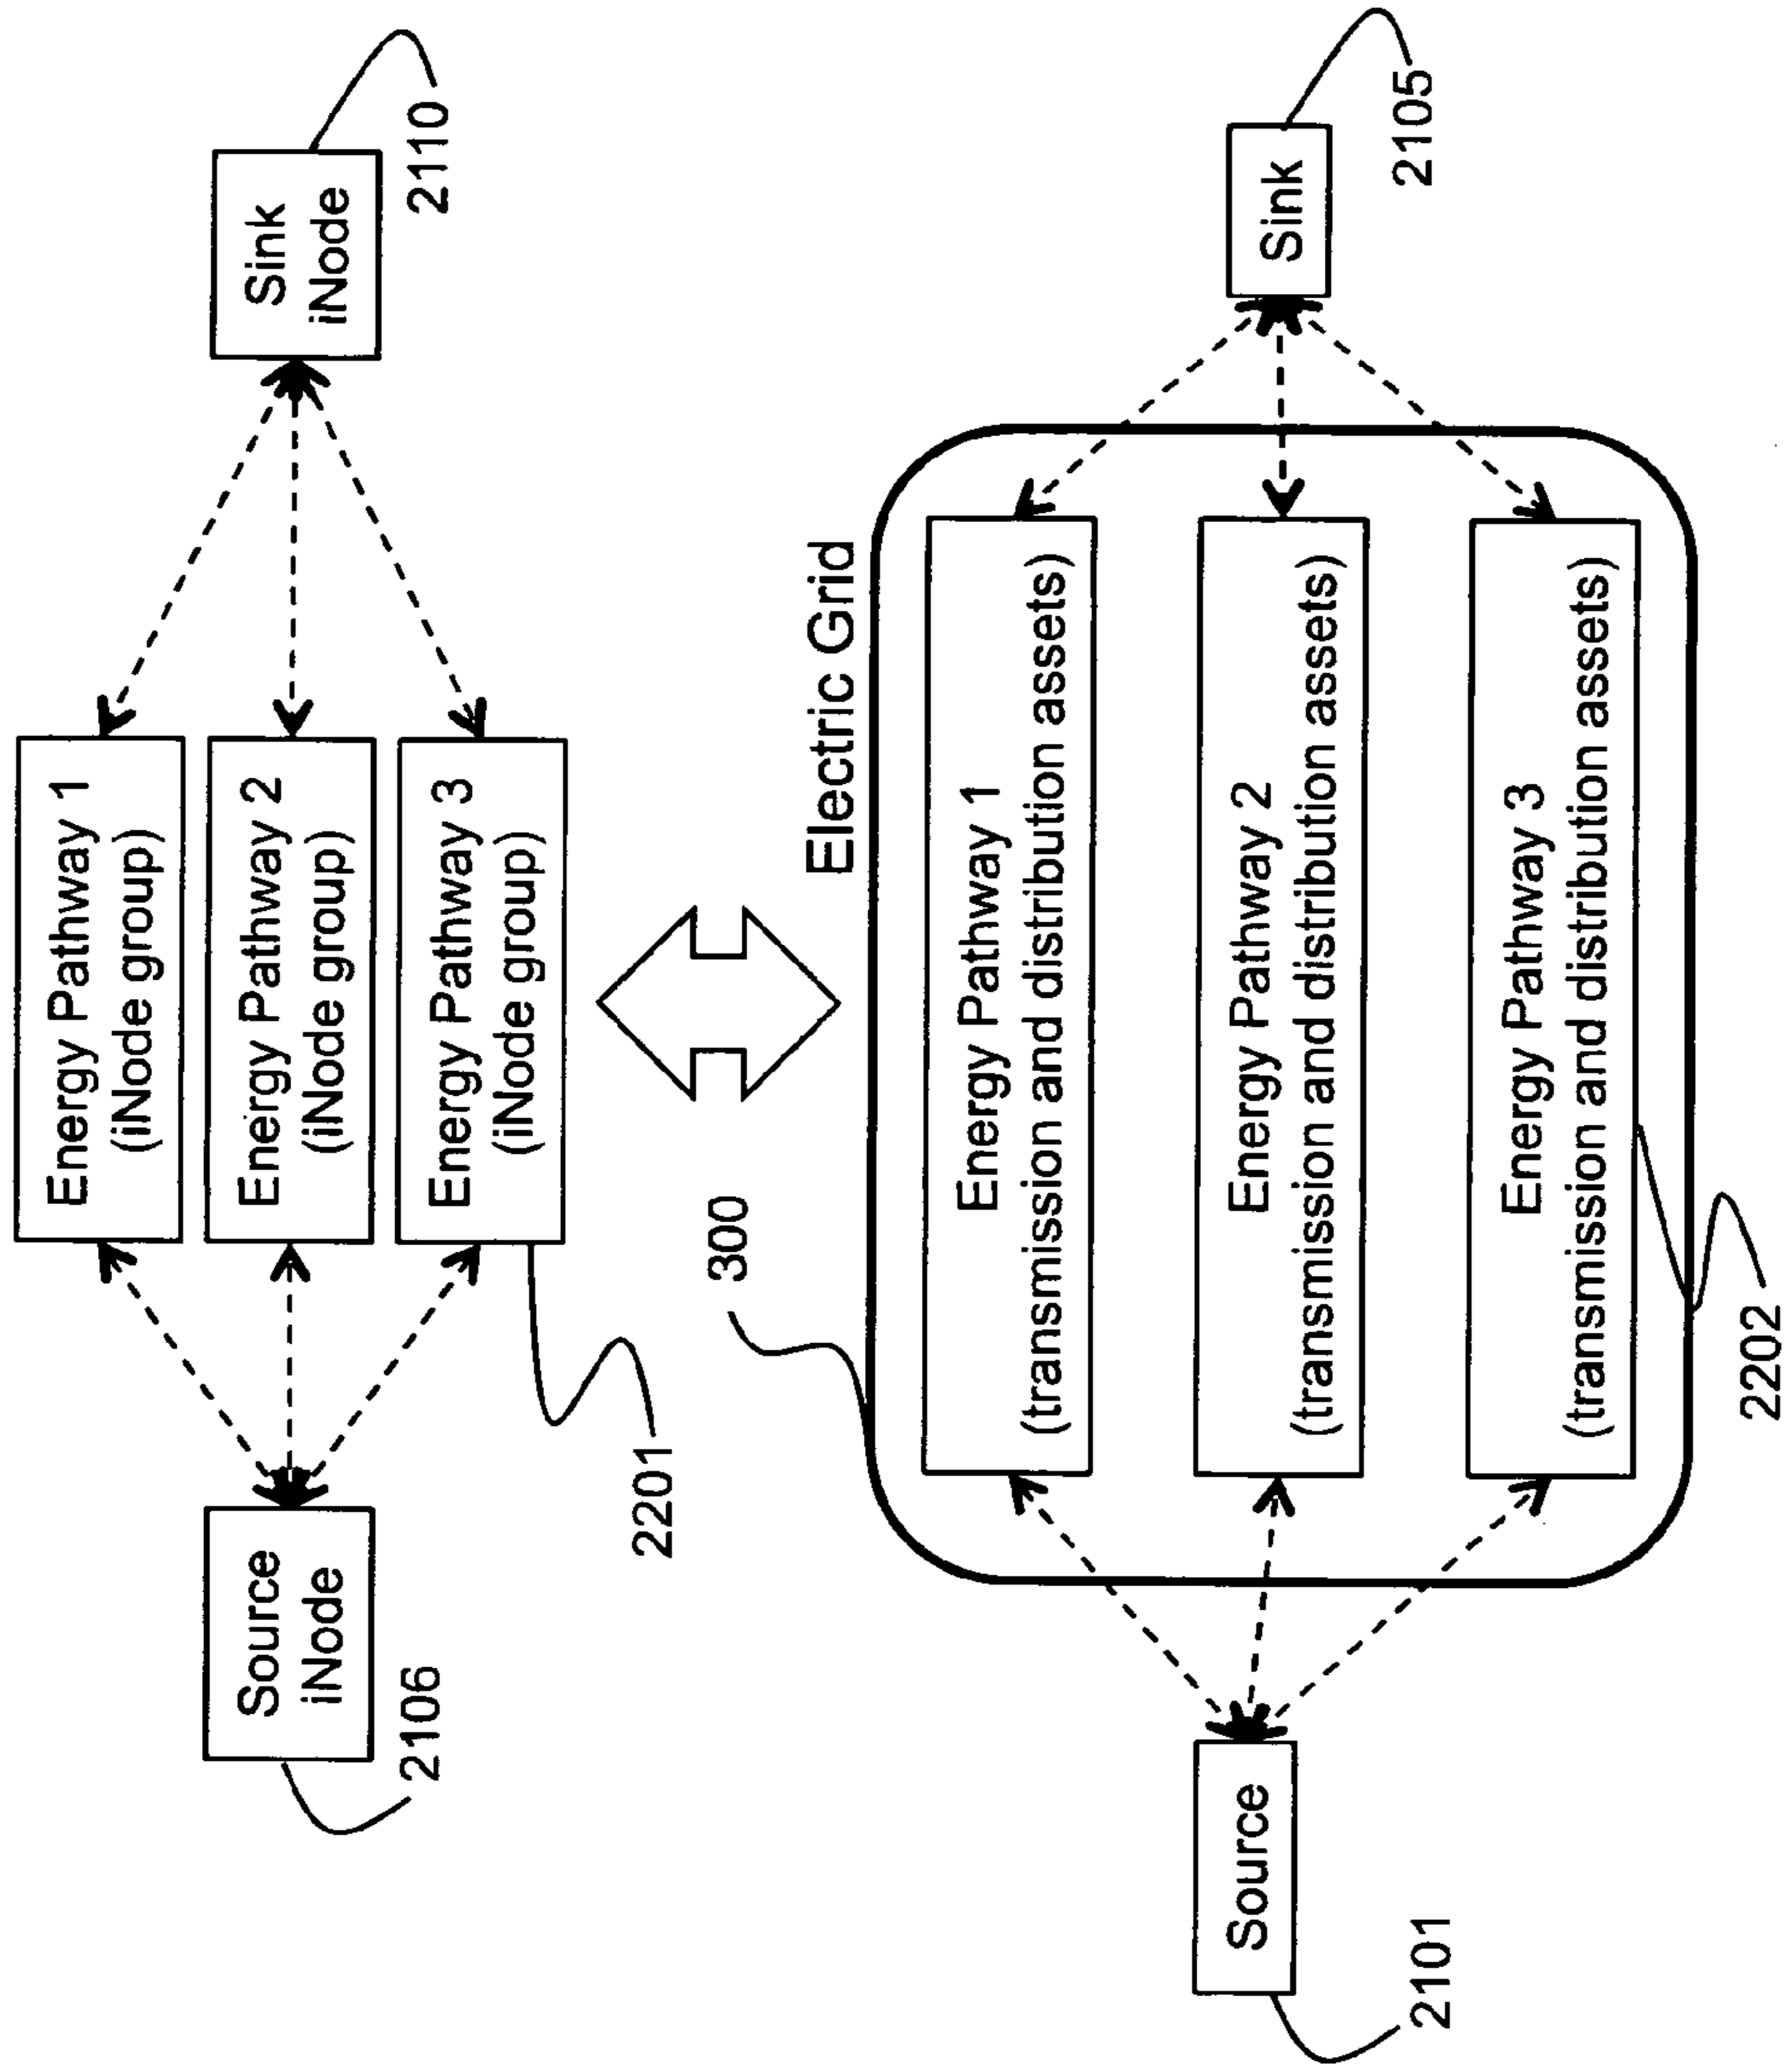 Energy Pathway 1
(iNode group)
Source
iNode
Energy Pathway 2
(iNode group)
Sink
iNode
Energy Pathway 3
(iNode group)
2106
2110
2201
300
Electric Grid
Energy Pathway 1
(transmission and distribution assets)
Source
Energy Pathway 2
(transmission and distribution assets)
Sink
Energy Pathway 3
(transmission and distribution assets)
2101
2105
2202